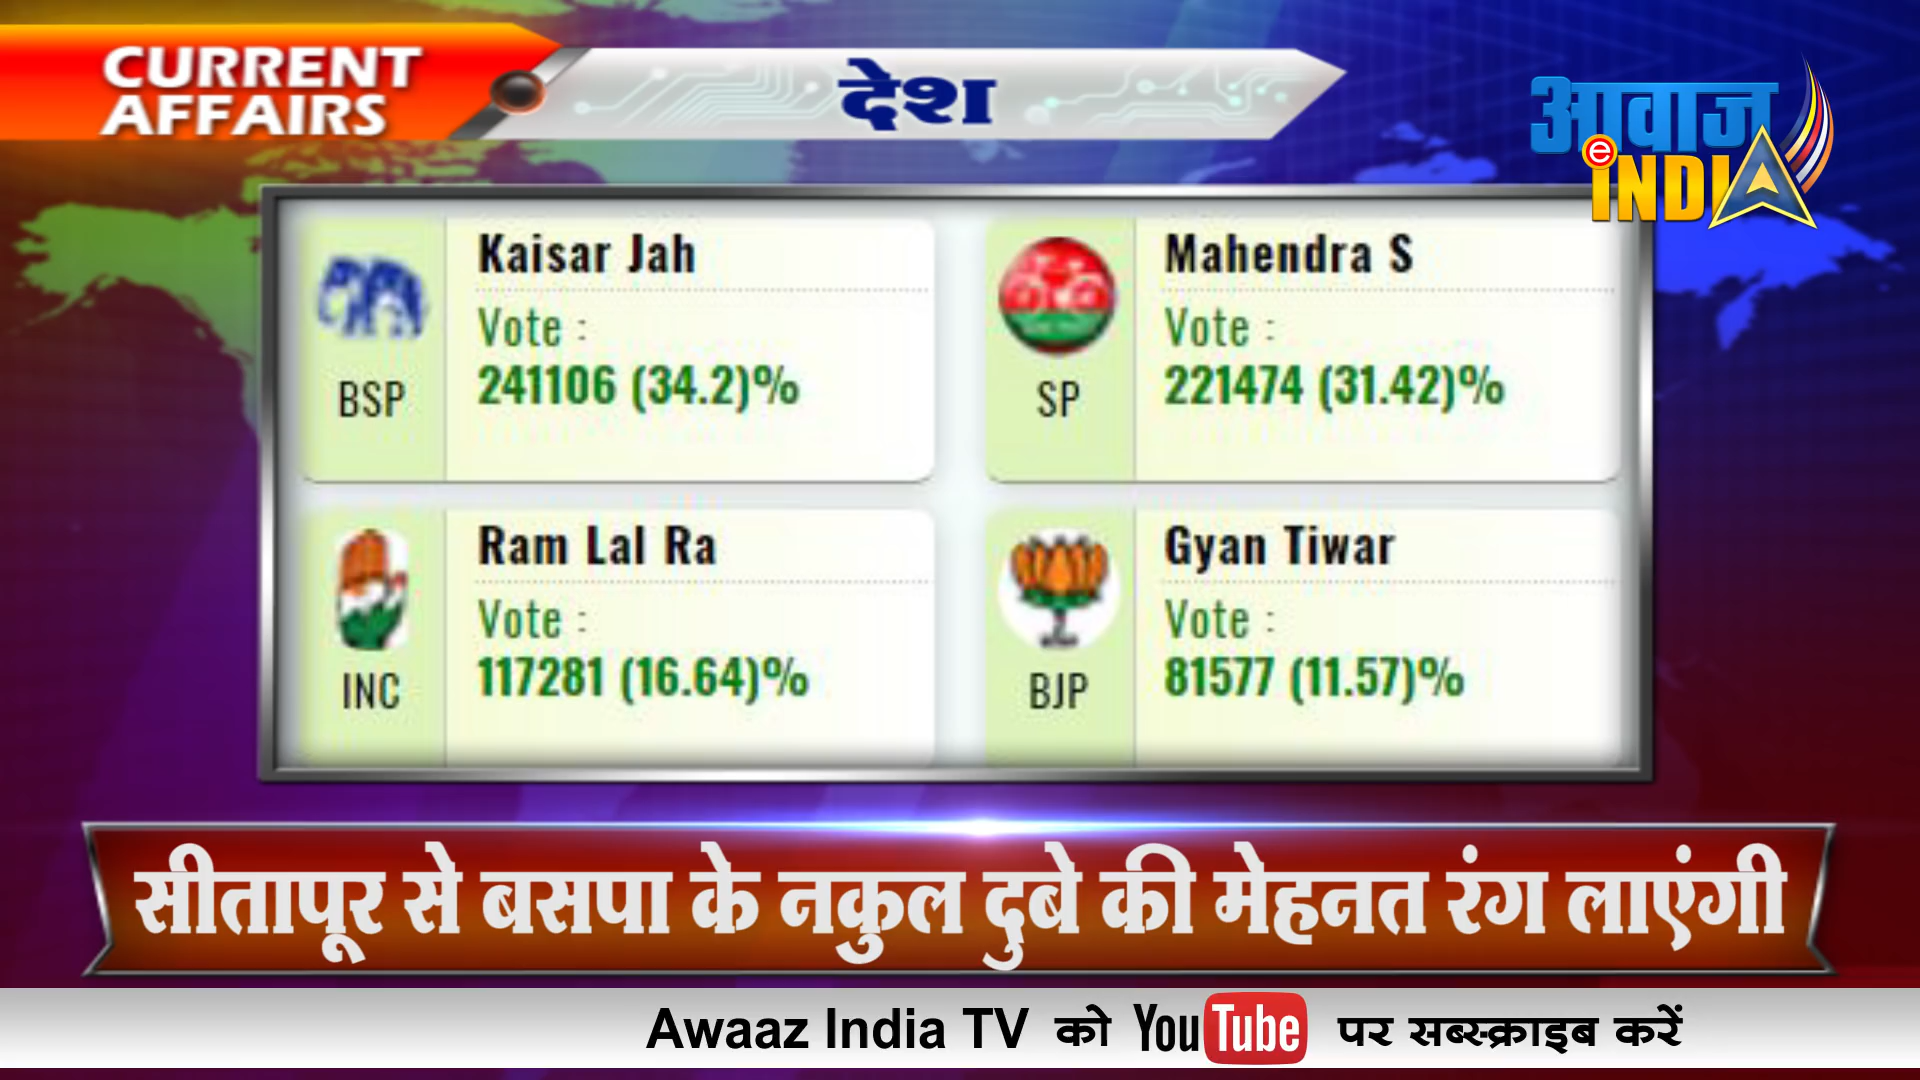 CURRENT
AFFAIRS
देश
आवाज
e INDIA
Kaisar Jah
Vote :
241106 (34.2)%
BSP
Mahendra S
Vote :
221474 (31.42)%
SP
Ram Lal Ra
Vote :
117281 (16.64)%
INC
Gyan Tiwar
Vote :
81577 (11.57)%
BJP
सीतापूर से बसपा के नकुल दुबे की मेहनत रंग लाएंगी
Awaaz India TV को YouTube पर सब्स्क्राइब करें